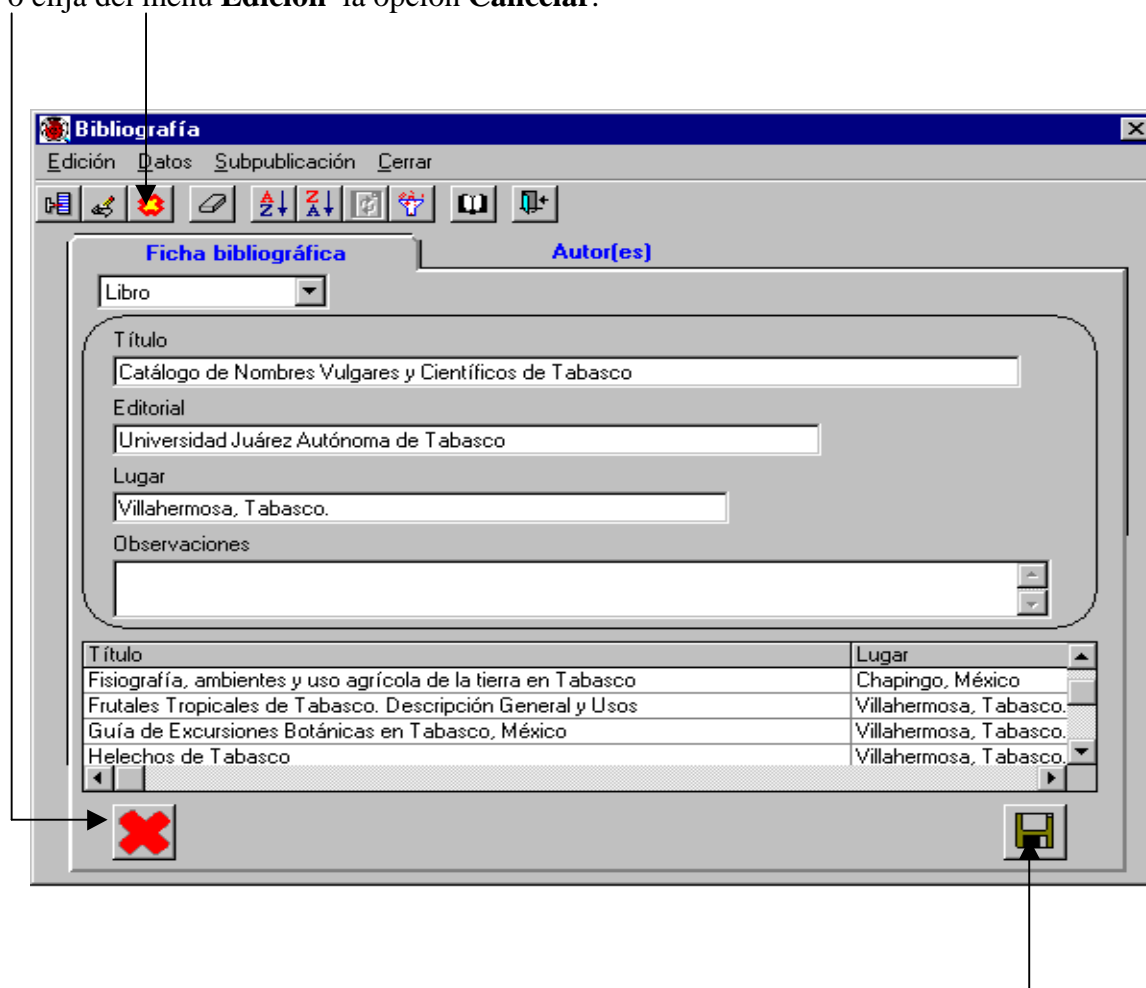 o elija del menú Edición la opción Cancelar.
Bibliografía
Edición Datos Subpublicación Cerrar
Ficha bibliográfica Autor(es)
Libro
Título
Catálogo de Nombres Vulgares y Científicos de Tabasco
Editorial
Universidad Juárez Autónoma de Tabasco
Lugar
Villahermosa, Tabasco.
Observaciones
Título Lugar
Fisiografía, ambientes y uso agrícola de la tierra en Tabasco Chapingo, México
Frutales Tropicales de Tabasco. Descripción General y Usos Villahermosa, Tabasco.
Guía de Excursiones Botánicas en Tabasco, México Villahermosa, Tabasco.
Helechos de Tabasco Villahermosa, Tabasco.